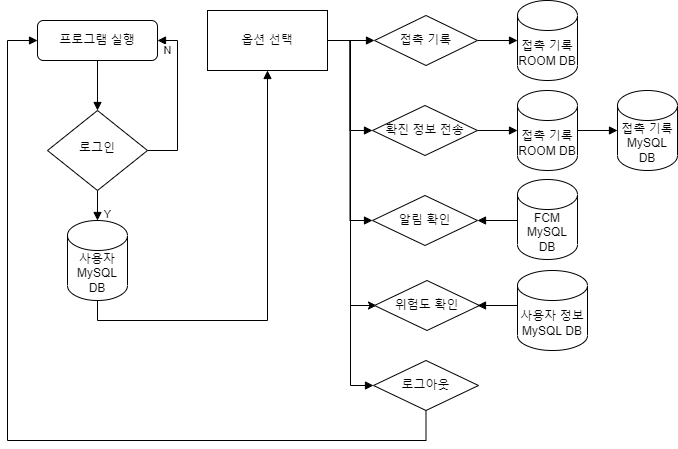 프로그램 실행
N
로그인
Y
사용자
MySQL
DB
옵션 선택
접촉 기록
접촉 기록
ROOM DB
확진 정보 전송
접촉 기록
ROOM DB
접촉 기록
MySQL
DB
알림 확인
FCM
MySQL
DB
위험도 확인
사용자 정보
MySQL DB
로그아웃